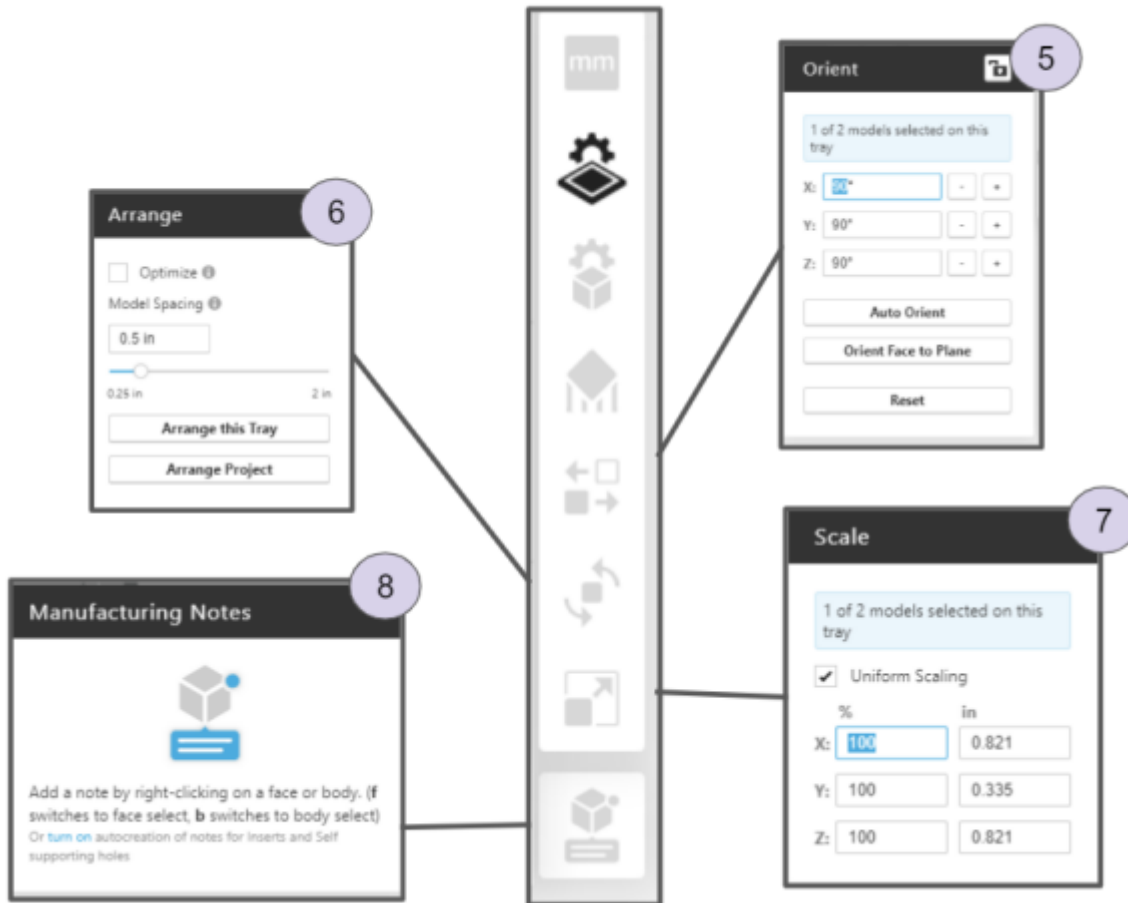 mm
Orient
5
1 of 2 models selected on this
tray
X: 90°
- +
Y: 90°
- +
Z: 90°
- +
Auto Orient
Orient Face to Plane
Reset
Arrange
6
Optimize
Model Spacing
0.5 in
0.25 in 2 in
Arrange this Tray
Arrange Project
Scale
7
1 of 2 models selected on this
tray
Uniform Scaling
% in
X: 100 0.821
Y: 100 0.335
Z: 100 0.821
Manufacturing Notes
8
Add a note by right-clicking on a face or body. (f
switches to face select, b switches to body select)
Or turn on autocreation of notes for Inserts and Self
supporting holes